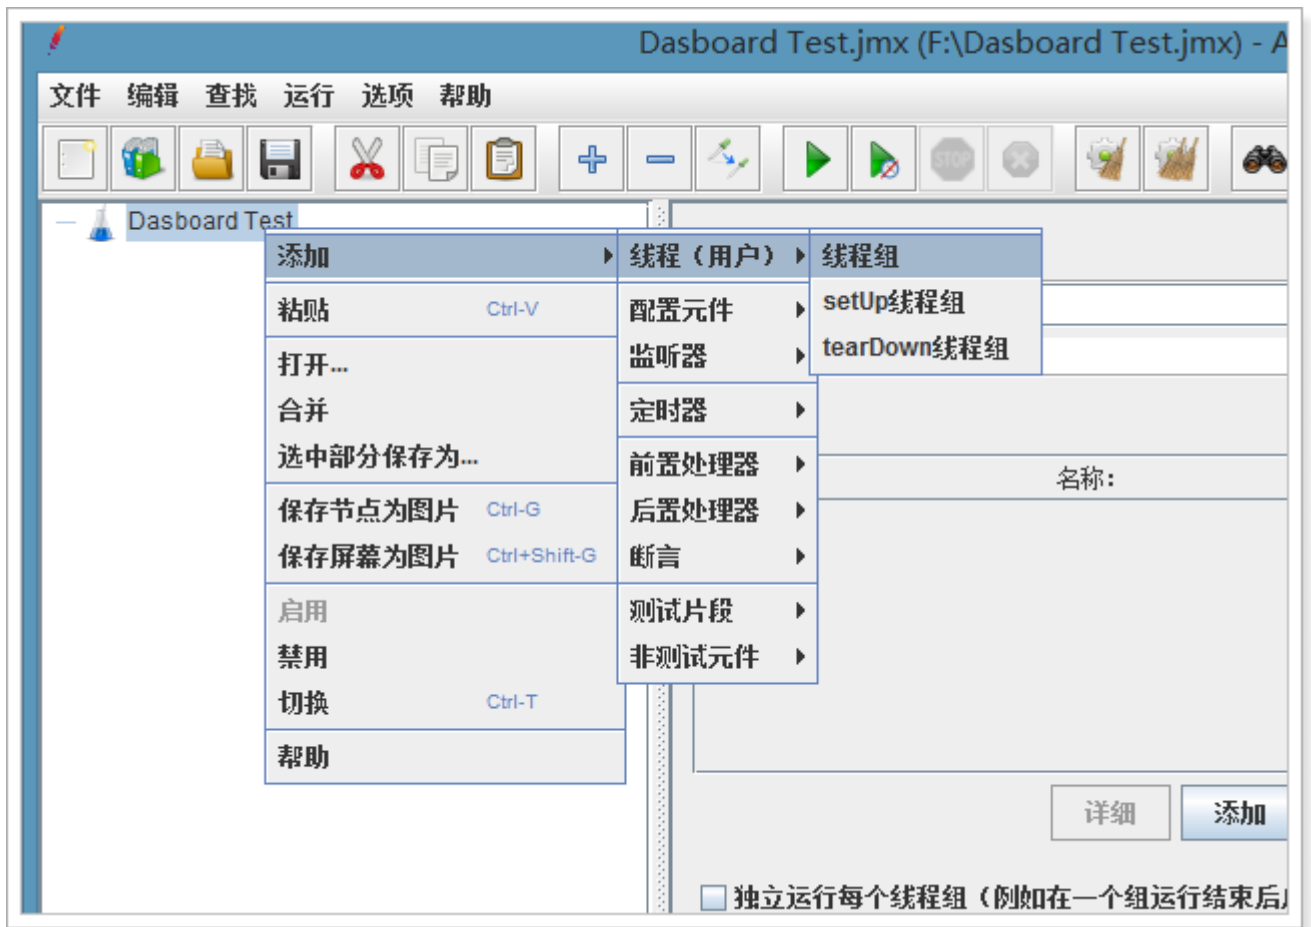 Dasboard Test.jmx (F:\Dasboard Test.jmx) - A
文件 编辑 查找 运行 选项 帮助
STOP
Dasboard Test
添加
粘贴 Ctrl-V
打开...
合并
选中部分保存为...
保存节点为图片 Ctrl-G
保存屏幕为图片 Ctrl+Shift-G
启用
禁用
切换 Ctrl-T
帮助
线程（用户）
配置元件
监听器
定时器
前置处理器
后置处理器
断言
测试片段
非测试元件
线程组
setUp线程组
tearDown线程组
名称：
详细 添加
独立运行每个线程组（例如在一个组运行结束后